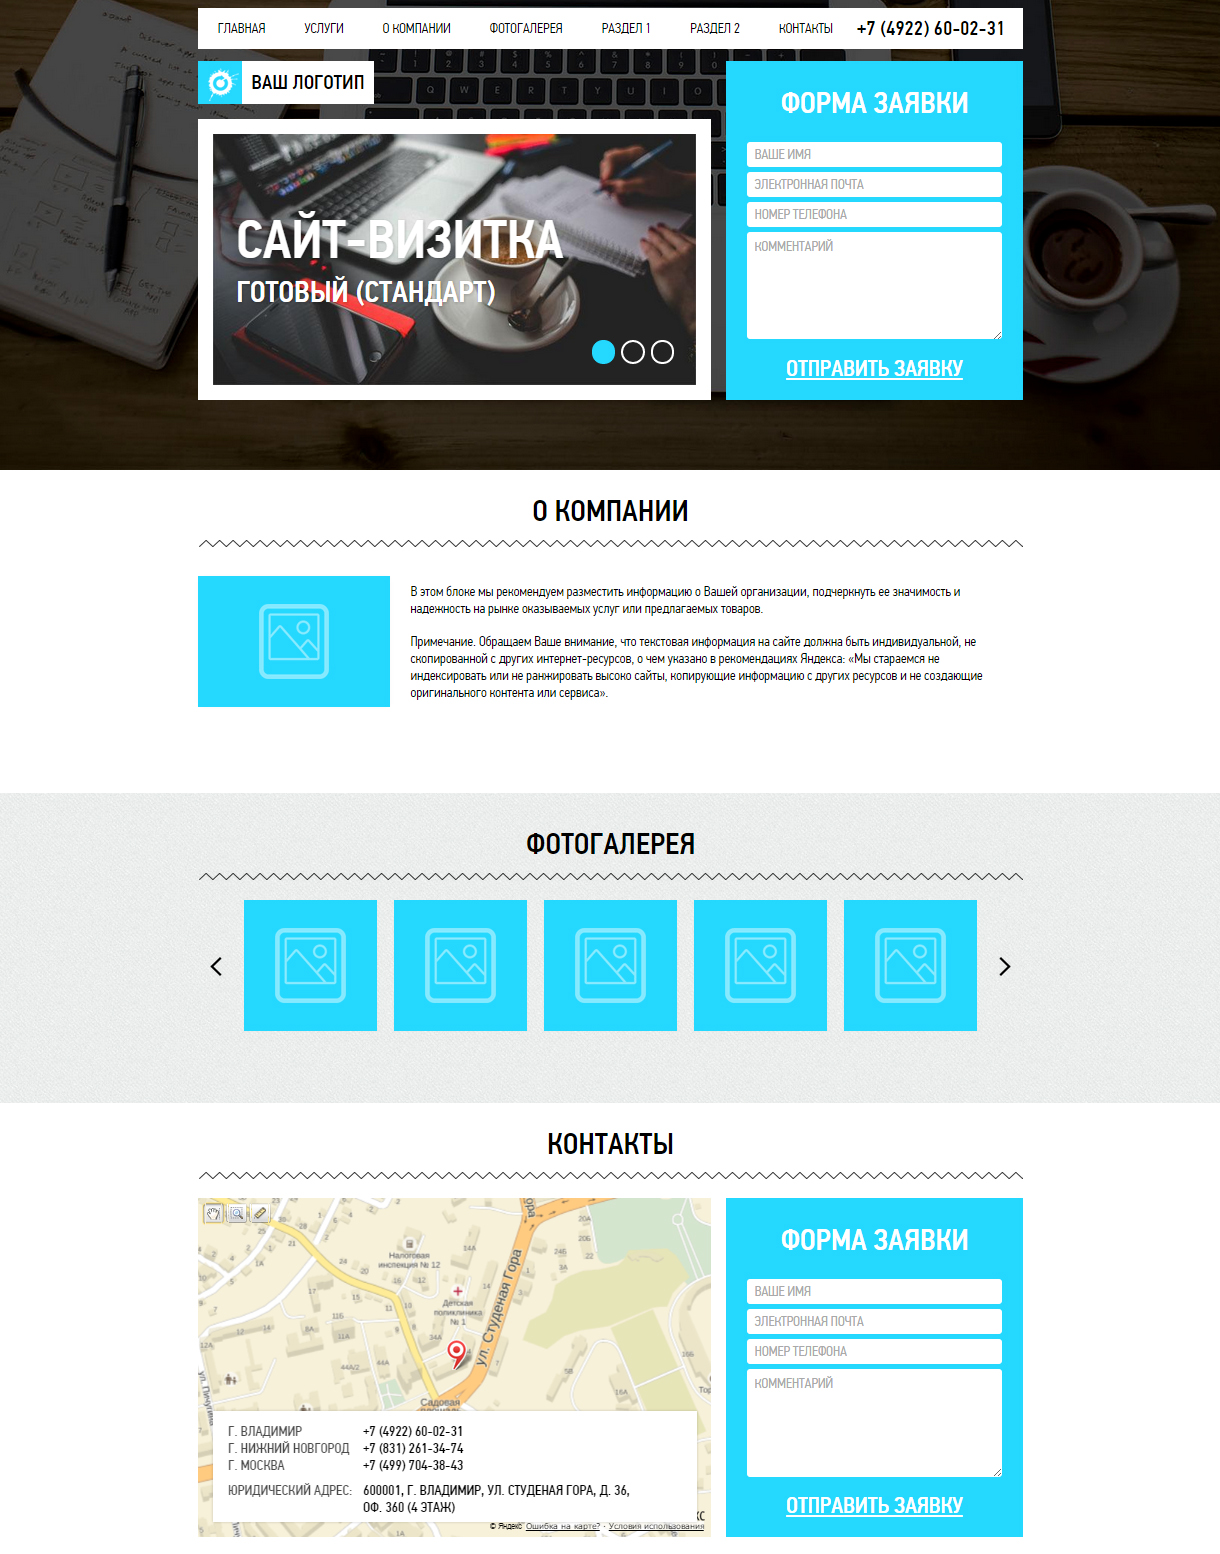 ГЛАВНАЯ УСЛУГИ О КОМПАНИИ ФОТОГАЛЕРЕЯ РАЗДЕЛ 1 РАЗДЕЛ 2 КОНТАКТЫ +7 (4922) 60-02-31
ВАШ ЛОГОТИП
САЙТ-ВИЗИТКА
ГОТОВЫЙ (СТАНДАРТ)
ФОРМА ЗАЯВКИ
ВАШЕ ИМЯ
ЭЛЕКТРОННАЯ ПОЧТА
НОМЕР ТЕЛЕФОНА
КОММЕНТАРИЙ
ОТПРАВИТЬ ЗАЯВКУ
О КОМПАНИИ
В этом блоке мы рекомендуем разместить информацию о Вашей организации, подчеркнуть ее значимость и
надежность на рынке оказываемых услуг или предлагаемых товаров.
Примечание. Обращаем Ваше внимание, что текстовая информация на сайте должна быть индивидуальной, не
скопированной с других интернет-ресурсов, о чем указано в рекомендациях Яндекса: «Мы стараемся не
индексировать или не ранжировать высоко сайты, копирующие информацию с других ресурсов и не создающие
оригинального контента или сервиса».
ФОТОГАЛЕРЕЯ
КОНТАКТЫ
Налоговая
инспекция № 12
Детская
поликлиника
№ 1
ул. Студеная Гора
Садовая
Г. ВЛАДИМИР +7 (4922) 60-02-31
Г. НИЖНИЙ НОВГОРОД +7 (831) 261-34-74
Г. МОСКВА +7 (499) 704-38-43
ЮРИДИЧЕСКИЙ АДРЕС: 600001, Г. ВЛАДИМИР, УЛ. СТУДЕНАЯ ГОРА, Д. 36,
ОФ. 360 (4 ЭТАЖ)
© Яндекс Ошибка на карте? · Условия использования
ФОРМА ЗАЯВКИ
ВАШЕ ИМЯ
ЭЛЕКТРОННАЯ ПОЧТА
НОМЕР ТЕЛЕФОНА
КОММЕНТАРИЙ
ОТПРАВИТЬ ЗАЯВКУ